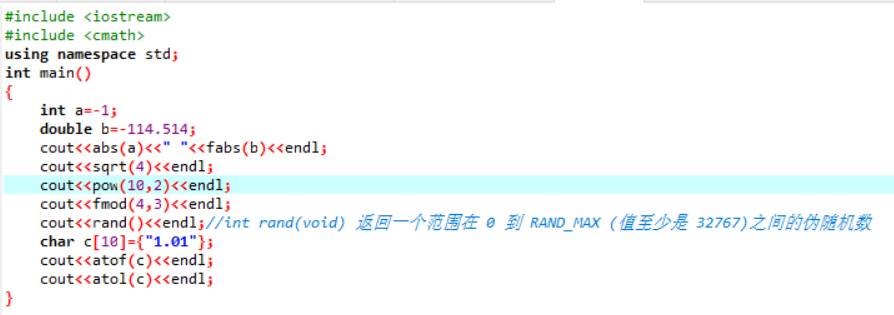 #include <iostream>
#include <cmath>
using namespace std;
int main()
{
    int a=-1;
    double b=-114.514;
    cout<<abs(a)<<" "<<fabs(b)<<endl;
    cout<<sqrt(4)<<endl;
    cout<<pow(10,2)<<endl;
    cout<<fmod(4,3)<<endl;
    cout<<rand()<<endl;//int rand(void) 返回一个范围在 0 到 RAND_MAX (值至少是 32767)之间的伪随机数
    char c[10]={"1.01"};
    cout<<atof(c)<<endl;
    cout<<atol(c)<<endl;
}